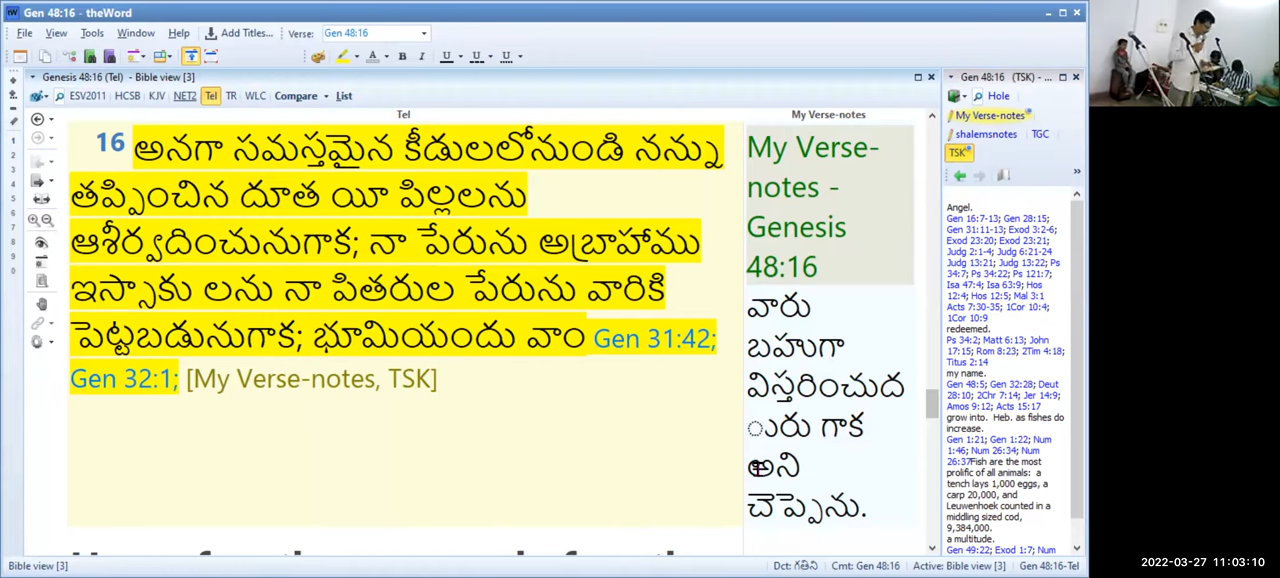 Gen 48:16 - theWord
File View Tools Window Help Add Titles... Verse: Gen 48:16
Genesis 48:16 (Tel) - Bible view [3]
ESV2011 HCSB KJV NET2 Tel TR WLC Compare List
Tel
16 అనగా సమస్తమైన కీడులలోనుండి నన్ను
తప్పించిన దూత యీ పిల్లలను
ఆశీర్వదించునుగాక; నా పేరును అబ్రాహాము
ఇస్సాకు లను నా పితరుల పేరును వారికి
పెట్టబడునుగాక; భూమియందు వాం Gen 31:42;
Gen 32:1; [My Verse-notes, TSK]
My Verse-notes
My Verse-
notes -
Genesis
48:16
వారు
బహుగా
విస్తరించుద
ురు గాక
అని
చెప్పెను.
Gen 48:16 (TSK) - ...
Hole
My Verse-notes
shalemsnotes TGC
TSK
Angel.
Gen 16:7-13; Gen 28:15;
Gen 31:11-13; Exod 3:2-6;
Exod 23:20; Exod 23:21;
Judg 2:1-4; Judg 6:21-24
Judg 13:21; Judg 13:22; Ps
34:7; Ps 34:22; Ps 121:7;
Isa 47:4; Isa 63:9; Hos
12:4; Hos 12:5; Mal 3:1
Acts 7:30-35; 1Cor 10:4;
1Cor 10:9
redeemed.
Ps 34:2; Matt 6:13; John
17:15; Rom 8:23; 2Tim 4:18;
Titus 2:14
my name.
Gen 48:5; Gen 32:28; Deut
28:10; 2Chr 7:14; Jer 14:9;
Amos 9:12; Acts 15:17
grow into. Heb. as fishes do
increase.
Gen 1:21; Gen 1:22; Num
1:46; Num 26:34; Num
26:37Fish are the most
prolific of all animals: a
tench lays 1,000 eggs, a
carp 20,000, and
Leuwenhoek counted in a
middling sized cod,
9,384,000.
a multitude.
Gen 49:22; Exod 1:7; Num
Bible view [3] Dct: గతిని Cmt: Gen 48:16 Active: Bible view [3] Gen 48:16-Tel
2022-03-27 11:03:10